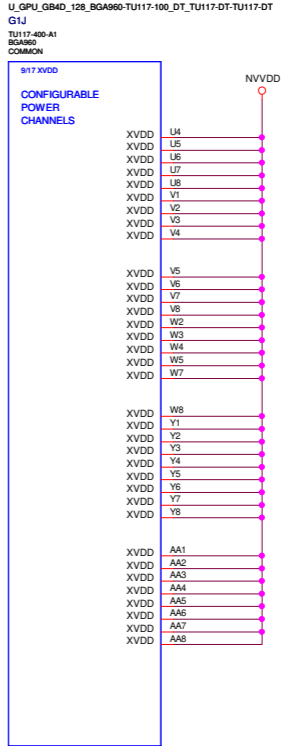 U_GPU_GB4D_128_BGA960-TU117-100_DT_TU117-DT-TU117-DT
G1J
TU117-400-A1
BGA960
COMMON
9/17 XVDD
NVVDD
CONFIGURABLE
POWER
CHANNELS
XVDD U4
XVDD U5
XVDD U6
XVDD U7
XVDD U8
XVDD V1
XVDD V2
XVDD V3
XVDD V4
XVDD V5
XVDD V6
XVDD V7
XVDD V8
XVDD W2
XVDD W3
XVDD W4
XVDD W5
XVDD W7
XVDD W8
XVDD Y1
XVDD Y2
XVDD Y3
XVDD Y4
XVDD Y5
XVDD Y6
XVDD Y7
XVDD Y8
XVDD AA1
XVDD AA2
XVDD AA3
XVDD AA4
XVDD AA5
XVDD AA6
XVDD AA7
XVDD AA8